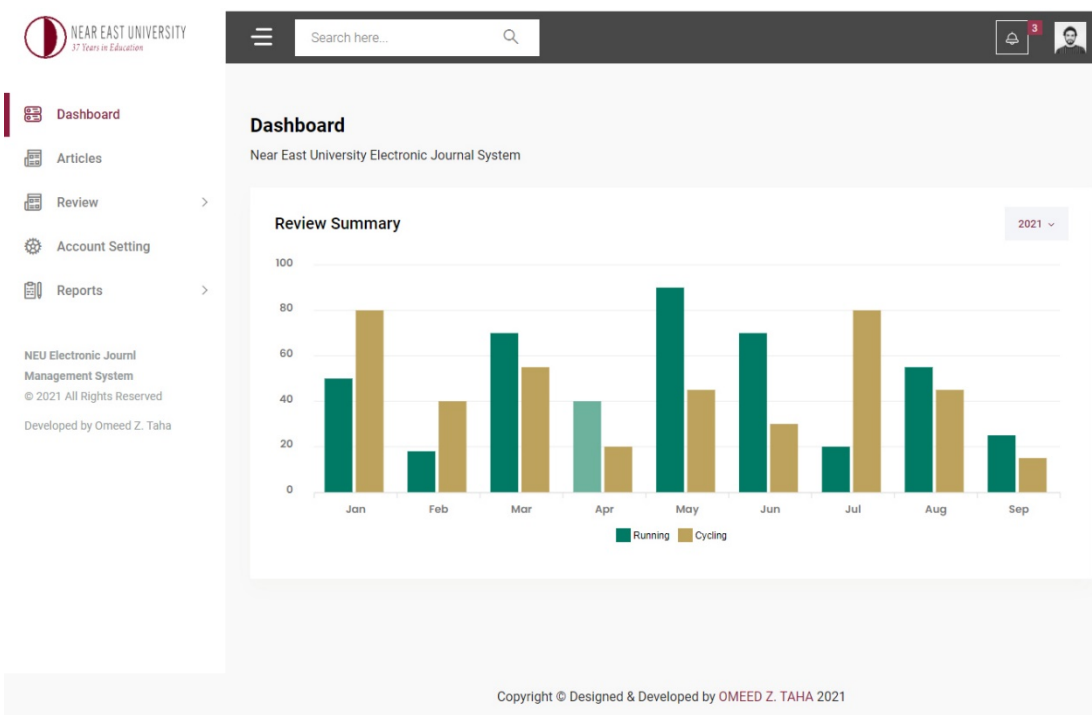 NEAR EAST UNIVERSITY
37 Years in Education
Search here...
3
Dashboard
Articles
Review
Account Setting
Reports
NEU Electronic Journl
Management System
© 2021 All Rights Reserved
Developed by Omeed Z. Taha
Dashboard
Near East University Electronic Journal System
Review Summary
2021
100
80
60
40
20
0
Jan Feb Mar Apr May Jun Jul Aug Sep
Running Cycling
Copyright © Designed & Developed by OMEED Z. TAHA 2021